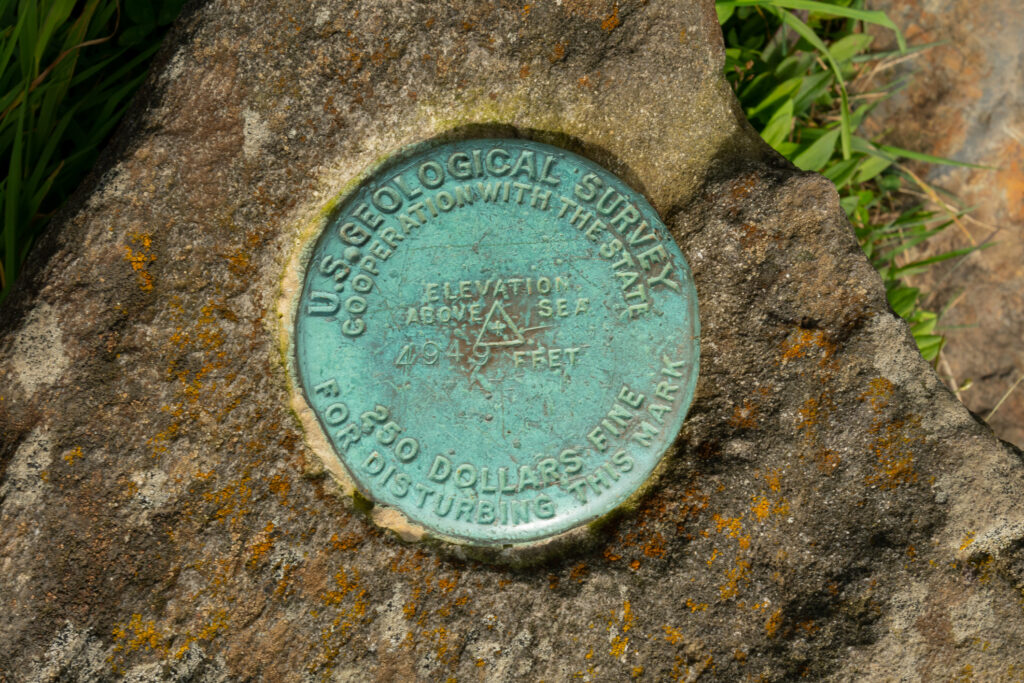 U.S. GEOLOGICAL SURVEY
COOPERATION WITH THE STATE
ELEVATION
ABOVE SEA
4949 FEET
250 DOLLARS FINE
FOR DISTURBING THIS MARK